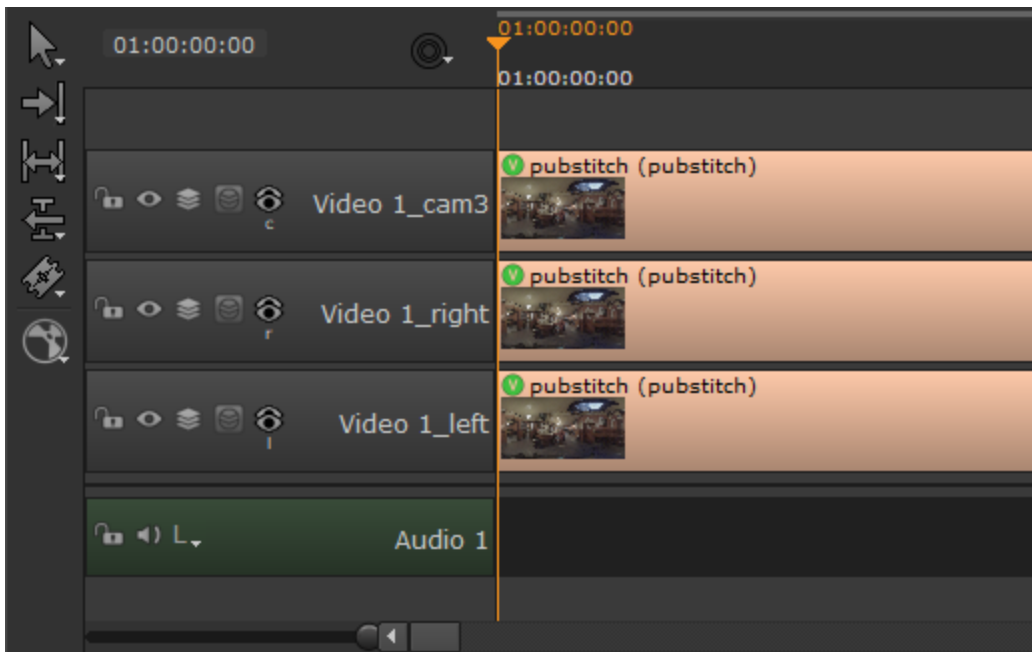 01:00:00:00
01:00:00:00
01:00:00:00
V pubstitch (pubstitch)
c
Video 1_cam3
V pubstitch (pubstitch)
r
Video 1_right
V pubstitch (pubstitch)
l
Video 1_left
L
Audio 1